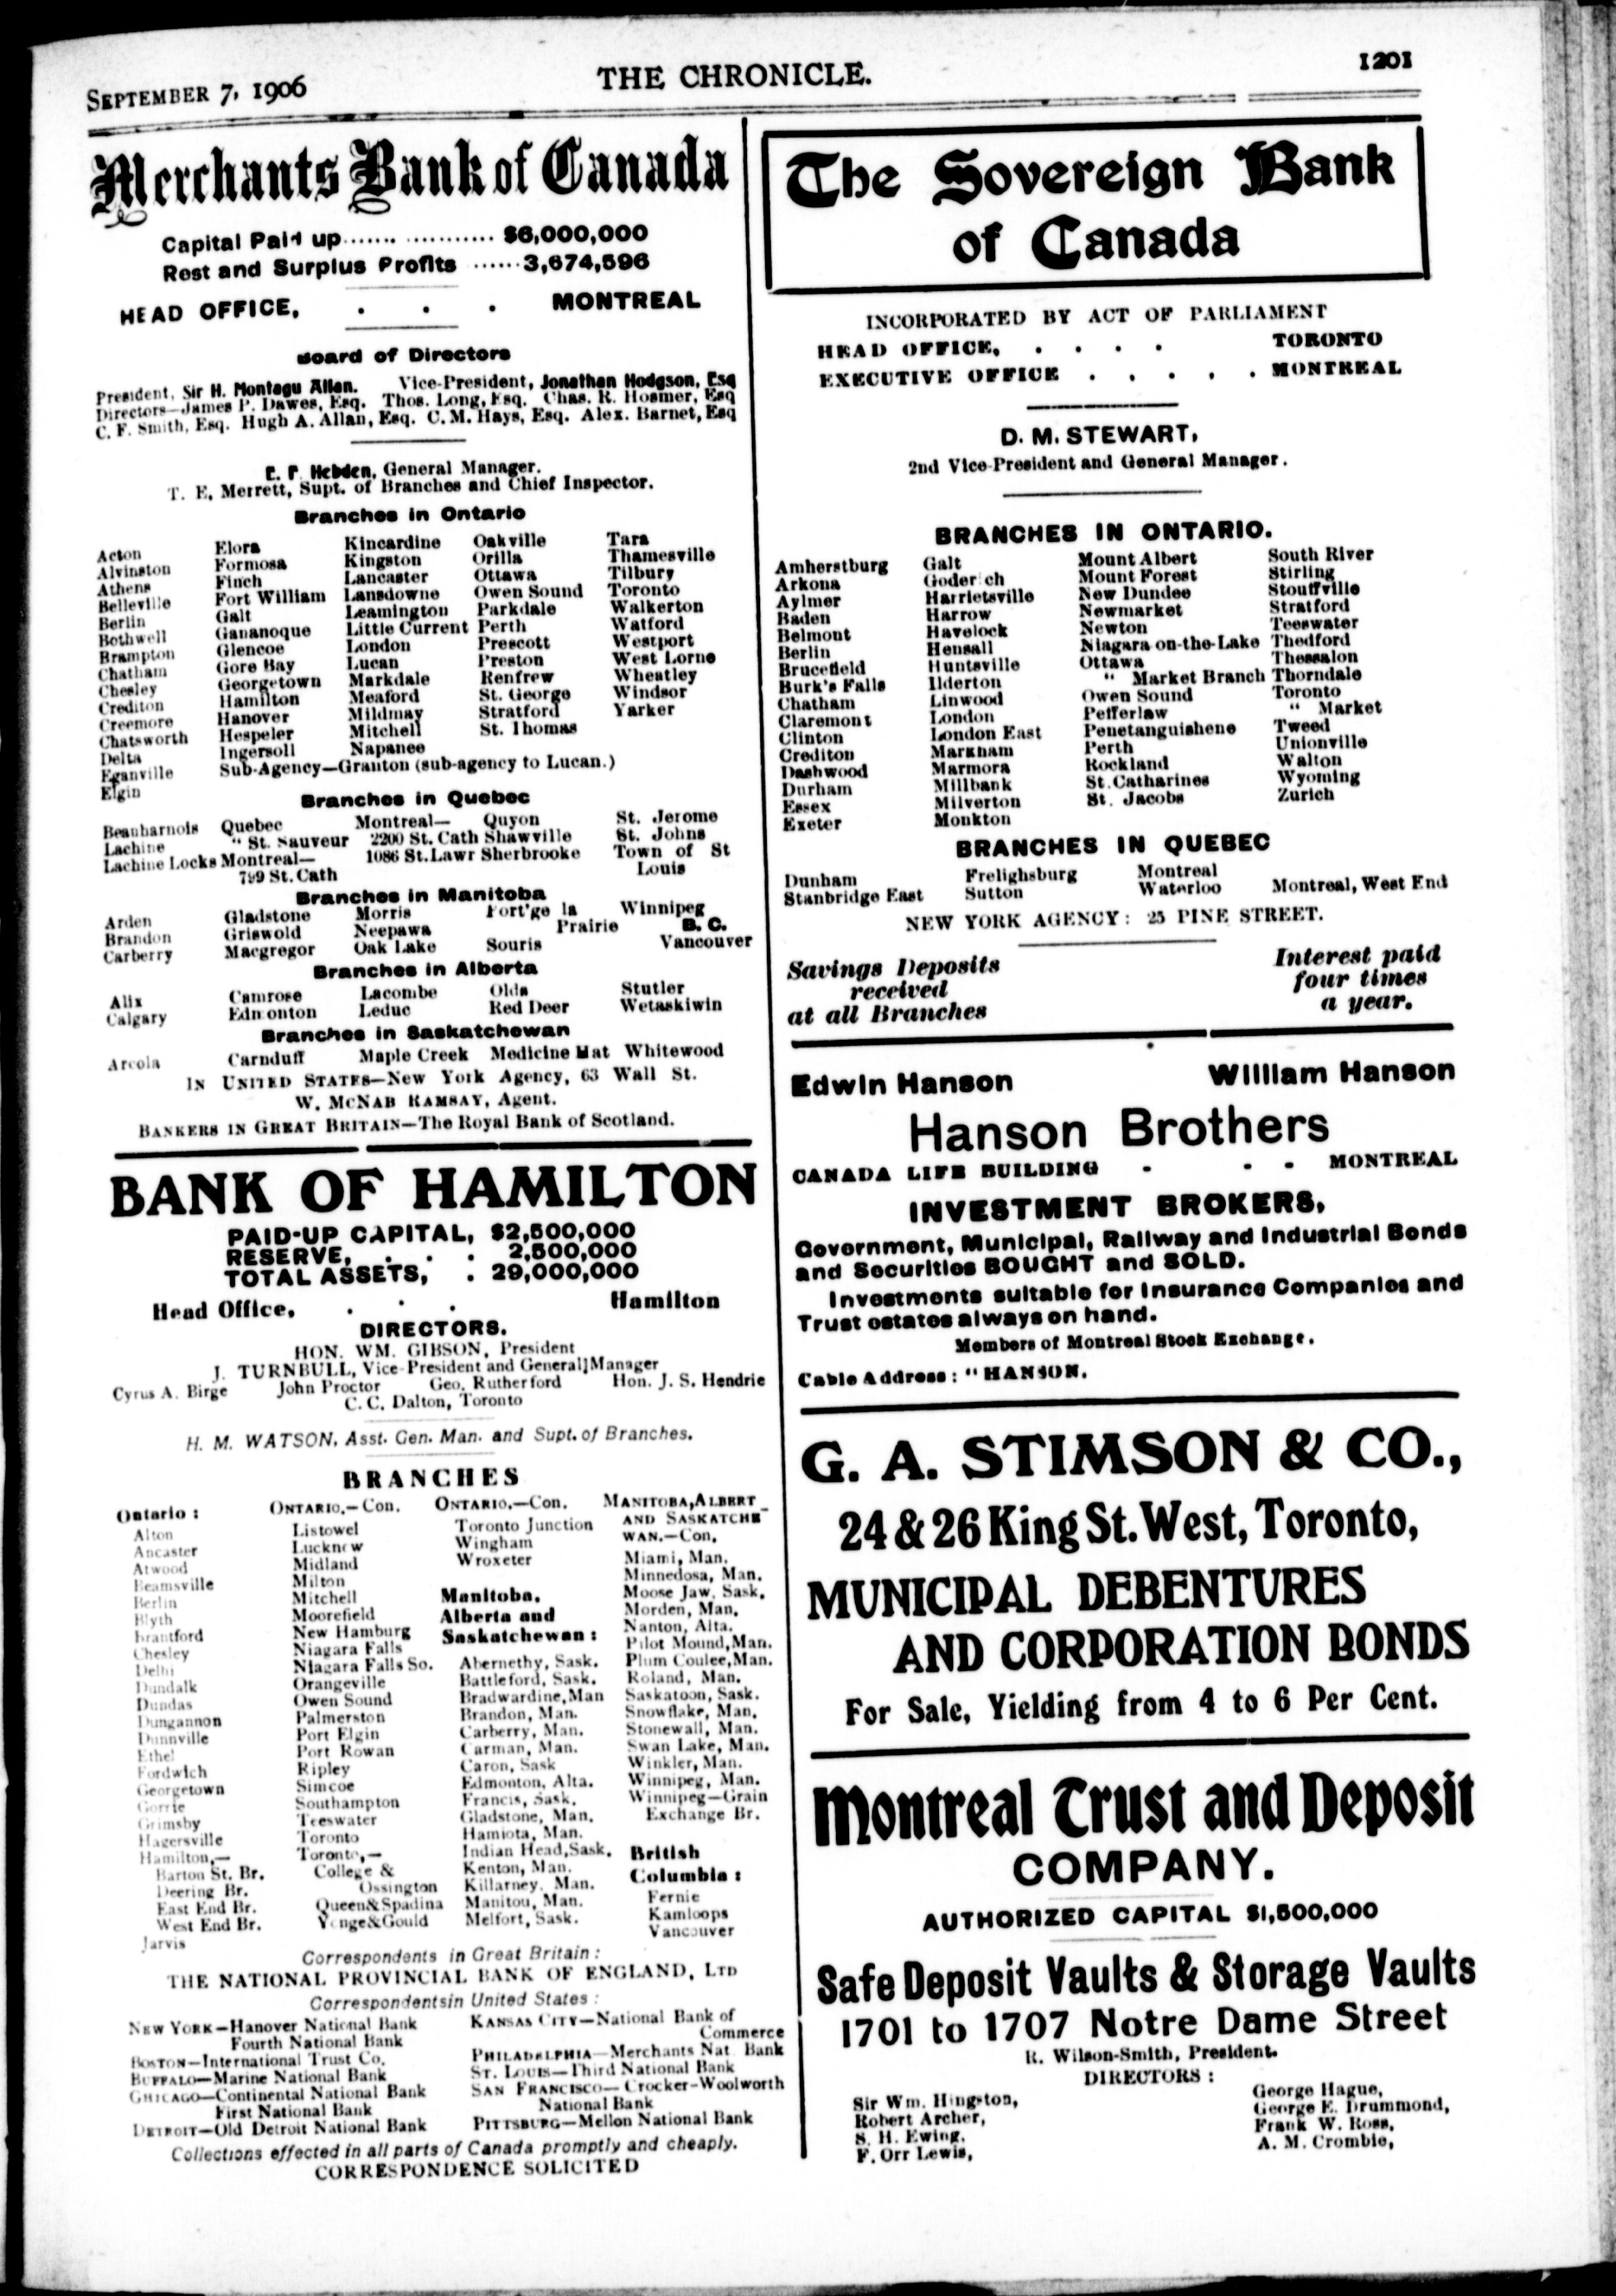 SEPTEMBER 7, 1906 THE CHRONICLE. 1201
Merchants Bank of Canada
Capital Paid up $6,000,000
Rest and Surplus Profits 3,674,596
HEAD OFFICE, . . . MONTREAL
Board of Directors
President, Sir H. Montagu Allan. Vice-President, Jonathan Hodgson, Esq
Directors—James P. Dawes, Esq. Thos. Long, Esq. Chas. R. Hosmer, Esq
C. F. Smith, Esq. Hugh A. Allan, Esq. C. M. Hays, Esq. Alex. Barnet, Esq
E. F. Hebden, General Manager.
T. E. Merrett, Supt. of Branches and Chief Inspector.
Branches in Ontario
Acton Elora Kincardine Oakville Tara
Alvinston Formosa Kingston Orilla Thamesville
Athens Finch Lancaster Ottawa Tilbury
Belleville Fort William Lansdowne Owen Sound Toronto
Berlin Galt Leamington Parkdale Walkerton
Bothwell Gananoque Little Current Perth Watford
Brampton Glencoe London Prescott Westport
Chatham Gore Bay Lucan Preston West Lorne
Chesley Georgetown Markdale Renfrew Wheatley
Crediton Hamilton Meaford St. George Windsor
Creemore Hanover Mildmay Stratford Yarker
Chatsworth Hespeler Mitchell St. Thomas
Delta Ingersoll Napanee
Eganville Sub-Agency—Granton (sub-agency to Lucan.)
Elgin
Branches in Quebec
Beauharnois Quebec Montreal— Quyon St. Jerome
Lachine " St. Sauveur 2200 St. Cath Shawville St. Johns
Lachine Locks Montreal— 1086 St. Lawr Sherbrooke Town of St
799 St. Cath Louis
Branches in Manitoba
Arden Gladstone Morris Port'ge la Winnipeg
Brandon Griswold Neepawa Prairie B. C.
Carberry Macgregor Oak Lake Souris Vancouver
Branches in Alberta
Alix Camrose Lacombe Olds Stutler
Calgary Edmonton Leduc Red Deer Wetaskiwin
Branches in Saskatchewan
Arcola Carnduff Maple Creek Medicine Hat Whitewood
IN UNITED STATES—New York Agency, 63 Wall St.
W. MCNAB RAMSAY, Agent.
BANKERS IN GREAT BRITAIN—The Royal Bank of Scotland.
BANK OF HAMILTON
PAID-UP CAPITAL, $2,500,000
RESERVE, . . . 2,500,000
TOTAL ASSETS, . 29,000,000
Head Office, . . . Hamilton
DIRECTORS.
HON. WM. GIBSON, President
J. TURNBULL, Vice-President and General Manager
Cyrus A. Birge John Proctor Geo. Rutherford Hon. J. S. Hendrie
C. C. Dalton, Toronto
H. M. WATSON, Asst. Gen. Man. and Supt. of Branches.
BRANCHES
Ontario :
Alton
Ancaster
Atwood
Beamsville
Berlin
Blyth
Brantford
Chesley
Delhi
Dundalk
Dundas
Dungannon
Dunnville
Ethel
Fordwich
Georgetown
Gorrie
Grimsby
Hagersville
Hamilton,—
Barton St. Br.
Deering Br.
East End Br.
West End Br.
Jarvis
ONTARIO.—Con.
Listowel
Lucknow
Midland
Milton
Mitchell
Moorefield
New Hamburg
Niagara Falls
Niagara Falls So.
Orangeville
Owen Sound
Palmerston
Port Elgin
Port Rowan
Ripley
Simcoe
Southampton
Teeswater
Toronto
Toronto,—
College &
Ossington
Queen&Spadina
Yonge&Gould
ONTARIO.—Con.
Toronto Junction
Wingham
Wroxeter
Manitoba,
Alberta and
Saskatchewan :
Abernethy, Sask.
Battleford, Sask.
Bradwardine, Man
Brandon, Man.
Carberry, Man.
Carman, Man.
Caron, Sask
Edmonton, Alta.
Francis, Sask.
Gladstone, Man.
Hamiota, Man.
Indian Head, Sask.
Kenton, Man.
Killarney, Man.
Manitou, Man.
Melfort, Sask.
MANITOBA, ALBERT
AND SASKATCHE
WAN.—Con.
Miami, Man.
Minnedosa, Man.
Moose Jaw, Sask.
Morden, Man.
Nanton, Alta.
Pilot Mound, Man.
Plum Coulee, Man.
Roland, Man.
Saskatoon, Sask.
Snowflake, Man.
Stonewall, Man.
Swan Lake, Man.
Winkler, Man.
Winnipeg, Man.
Winnipeg—Grain
Exchange Br.
British
Columbia :
Fernie
Kamloops
Vancouver
Correspondents in Great Britain :
THE NATIONAL PROVINCIAL BANK OF ENGLAND, LTD
Correspondents in United States :
NEW YORK—Hanover National Bank
Fourth National Bank
BOSTON—International Trust Co.
BUFFALO—Marine National Bank
CHICAGO—Continental National Bank
First National Bank
DETROIT—Old Detroit National Bank
KANSAS CITY—National Bank of
Commerce
PHILADELPHIA—Merchants Nat Bank
ST. LOUIS—Third National Bank
SAN FRANCISCO—Crocker-Woolworth
National Bank
PITTSBURG—Mellon National Bank
Collections effected in all parts of Canada promptly and cheaply.
CORRESPONDENCE SOLICITED
The Sovereign Bank
of Canada
INCORPORATED BY ACT OF PARLIAMENT
HEAD OFFICE, . . . . TORONTO
EXECUTIVE OFFICE . . . . . MONTREAL
D. M. STEWART,
2nd Vice-President and General Manager.
BRANCHES IN ONTARIO.
Amherstburg Galt Mount Albert South River
Arkona Goderich Mount Forest Stirling
Aylmer Harrietsville New Dundee Stouffville
Baden Harrow Newmarket Stratford
Belmont Havelock Newton Teeswater
Berlin Hensall Niagara-on-the-Lake Thedford
Brucefield Huntsville Ottawa Thessalon
Burk's Falls Ilderton " Market Branch Thorndale
Chatham Linwood Owen Sound Toronto
Claremont London Pefferlaw " Market
Clinton London East Penetanguishene Tweed
Crediton Markham Perth Unionville
Dashwood Marmora Rockland Walton
Durham Millbank St. Catharines Wyoming
Essex Milverton St. Jacobs Zurich
Exeter Monkton
BRANCHES IN QUEBEC
Dunham Frelighsburg Montreal
Stanbridge East Sutton Waterloo Montreal, West End
NEW YORK AGENCY: 25 PINE STREET.
Savings Deposits
received
at all Branches
Interest paid
four times
a year.
Edwin Hanson William Hanson
Hanson Brothers
CANADA LIFE BUILDING - - - MONTREAL
INVESTMENT BROKERS,
Government, Municipal, Railway and Industrial Bonds
and Securities BOUGHT and SOLD.
Investments suitable for Insurance Companies and
Trust estates always on hand.
Members of Montreal Stock Exchange.
Cable Address : " HANSON.
G. A. STIMSON & CO.,
24 & 26 King St. West, Toronto,
MUNICIPAL DEBENTURES
AND CORPORATION BONDS
For Sale, Yielding from 4 to 6 Per Cent.
Montreal Trust and Deposit
COMPANY.
AUTHORIZED CAPITAL $1,500,000
Safe Deposit Vaults & Storage Vaults
1701 to 1707 Notre Dame Street
R. Wilson-Smith, President.
DIRECTORS :
Sir Wm. Hingston,
Robert Archer,
S. H. Ewing,
F. Orr Lewis,
George Hague,
George E. Drummond,
Frank W. Ross,
A. M. Crombie,